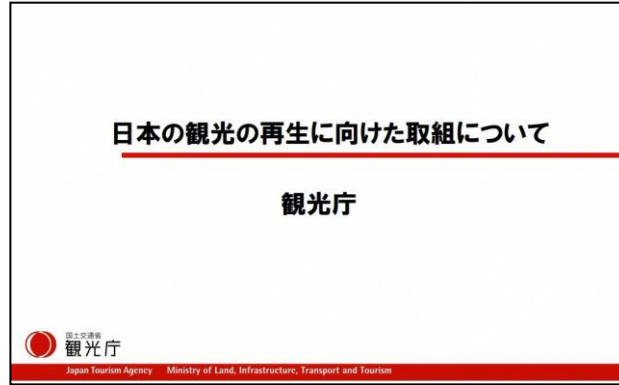 日本の観光の再生に向けた取組について
観光庁
国土交通省
観光庁
Japan Tourism Agency Ministry of Land, Infrastructure, Transport and Tourism